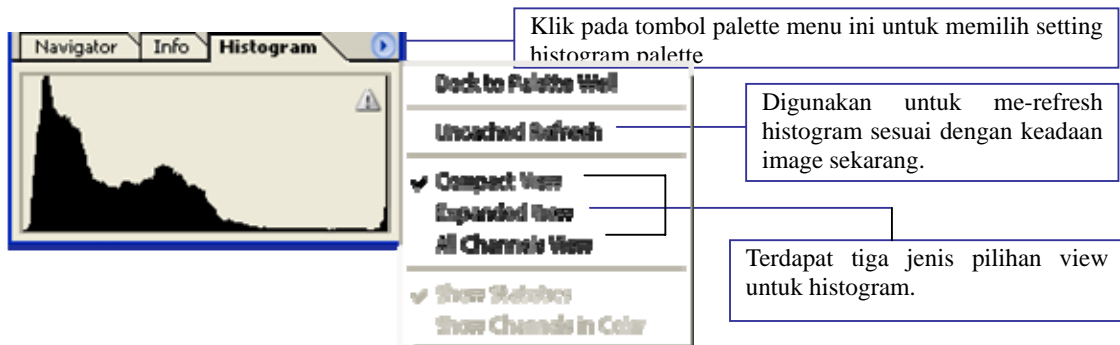 Klik pada tombol palette menu ini untuk memilih setting
histogram palette
Navigator Info Histogram
Dock to Palette Well
Uncached Refresh
Digunakan untuk me-refresh
histogram sesuai dengan keadaan
image sekarang.
Compact View
Expanded View
All Channels View
Terdapat tiga jenis pilihan view
untuk histogram.
Show Statistics
Show Channels in Color